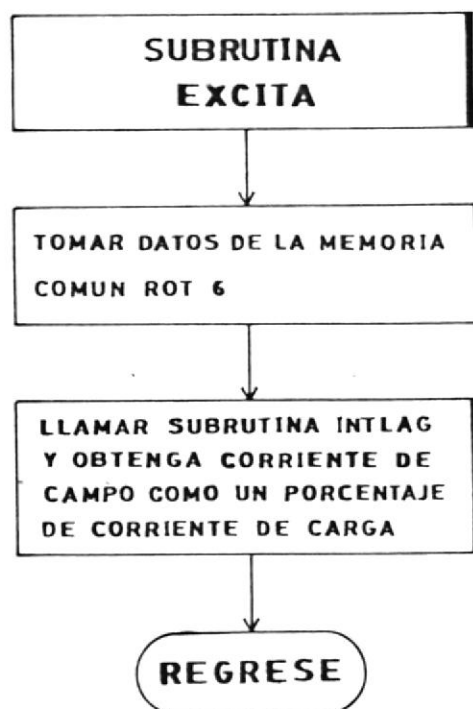 SUBRUTINA
EXCITA
TOMAR DATOS DE LA MEMORIA
COMUN ROT 6
LLAMAR SUBRUTINA INTLAG
Y OBTENGA CORRIENTE DE
CAMPO COMO UN PORCENTAJE
DE CORRIENTE DE CARGA
REGRESE